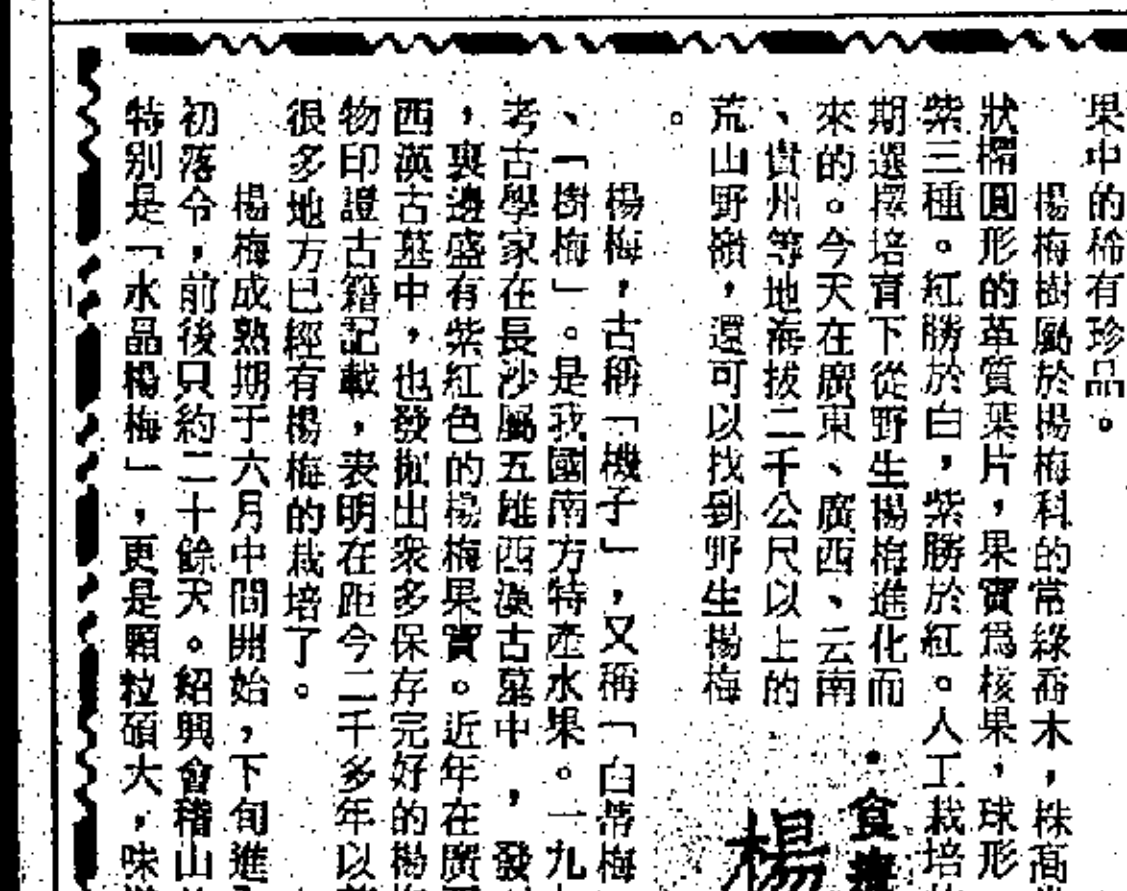 果中的稀有珍品。
楊梅樹屬於楊梅科的常綠喬木，株高
狀橢圓形的革質葉片，果實爲核果，球形
紫三種。紅勝於白，紫勝於紅。人工栽培
期選擇培育下從野生楊梅進化而
來的。今天在廣東、廣西、云南
、貴州等地海拔二千公尺以上的
荒山野嶺，還可以找到野生楊梅
。
食
楊
楊梅，古稱「機子」，又稱「白蒂梅
、「樹梅」。是我國南方特產水果。一九
考古學家在長沙屬五雄西漢古墓中，發
，裏邊盛有紫紅色的楊梅果實。近年在廣
西漢古墓中，也發掘出衆多保存完好的楊
物印證古籍記載，表明在距今二千多年以
很多地方已經有楊梅的栽培了。
楊梅成熟期于六月中間開始，下旬進
初落令，前後只約二十餘天。紹興會稽山
特别是「水晶楊梅」，更是顆粒碩大，味